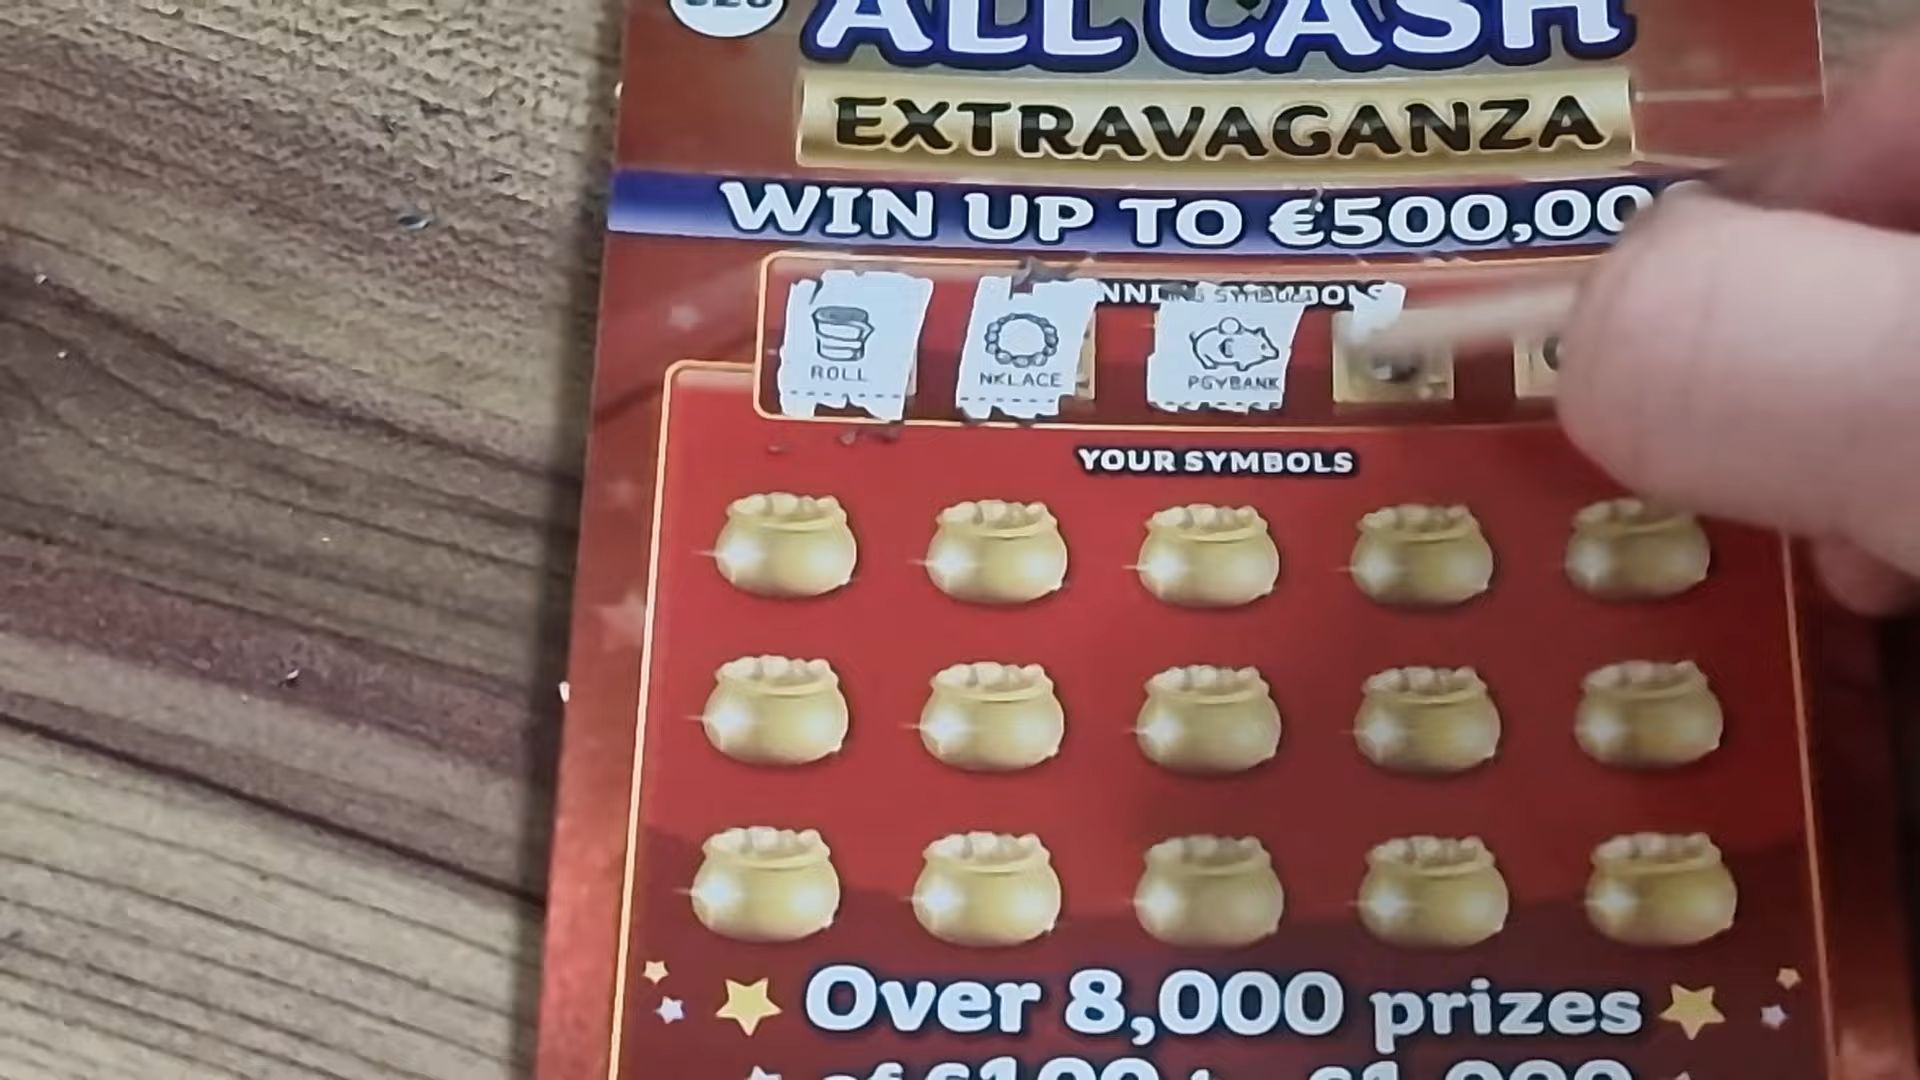 ALL CASH
EXTRAVAGANZA
WIN UP TO €500,00
ROLL
NKLACE
PGYBANK
YOUR SYMBOLS
Over 8,000 prizes